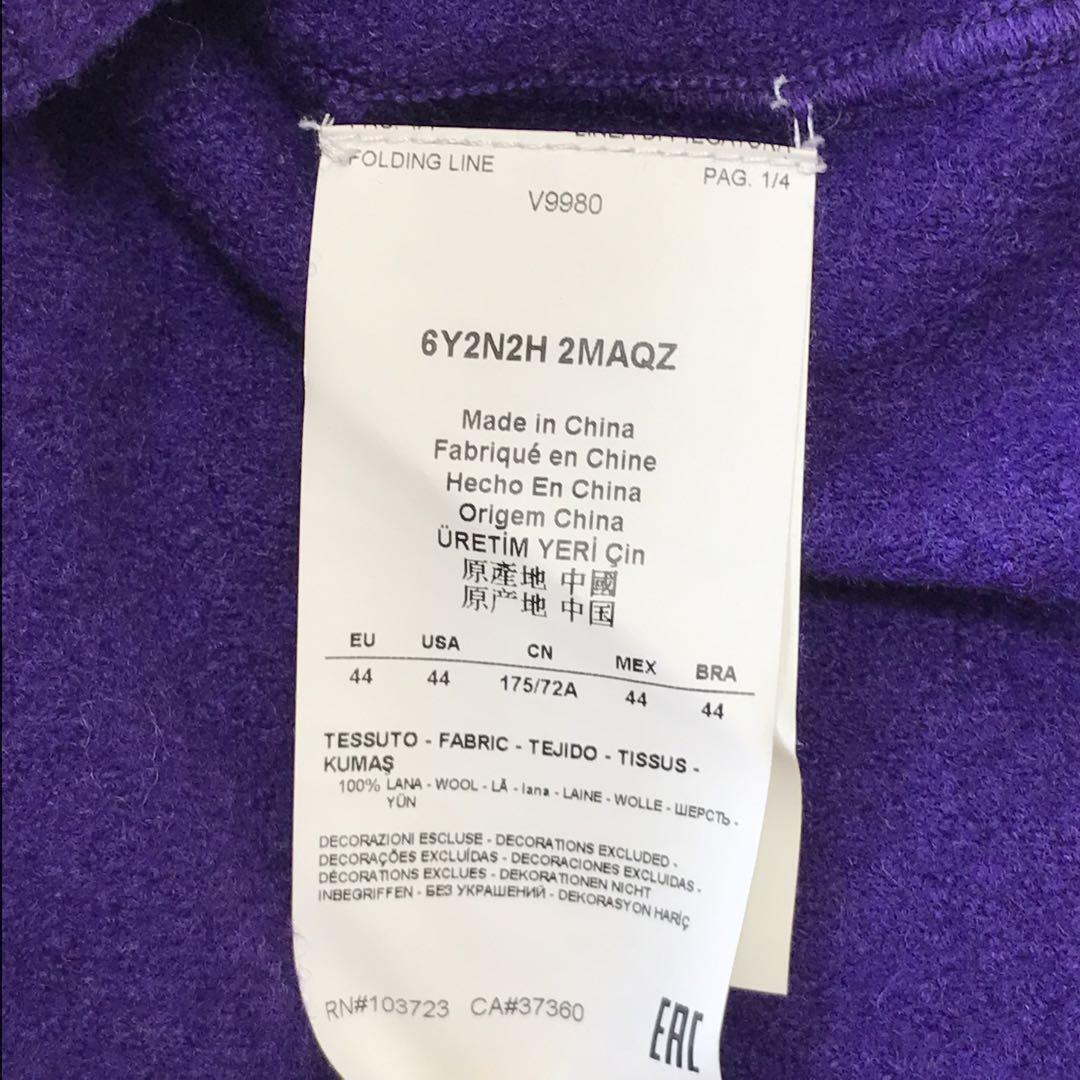 FOLDING LINE
PAG. 1/4
V9980
6Y2N2H 2MAQZ
Made in China
Fabriqué en Chine
Hecho En China
Origem China
ÜRETİM YERİ Çin
原產地 中國
原产地 中国
EU USA CN MEX BRA
44 44 175/72A 44 44
TESSUTO - FABRIC - TEJIDO - TISSUS -
KUMAŞ
100% LANA - WOOL - LÃ - lana - LAINE - WOLLE - ШЕРСТЬ -
YÜN
DECORAZIONI ESCLUSE - DECORATIONS EXCLUDED -
DECORAÇÕES EXCLUÍDAS - DECORACIONES EXCLUIDAS -
DÉCORATIONS EXCLUES - DEKORATIONEN NICHT
INBEGRIFFEN - БЕЗ УКРАШЕНИЙ - DEKORASYON HARİÇ
RN#103723 CA#37360
EAC